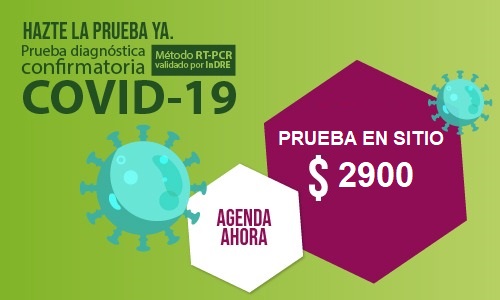 HAZTE LA PRUEBA YA.
Prueba diagnóstica
confirmatoria
Método RT-PCR
validado por InDRE
COVID-19
PRUEBA EN SITIO
$ 2900
AGENDA
AHORA